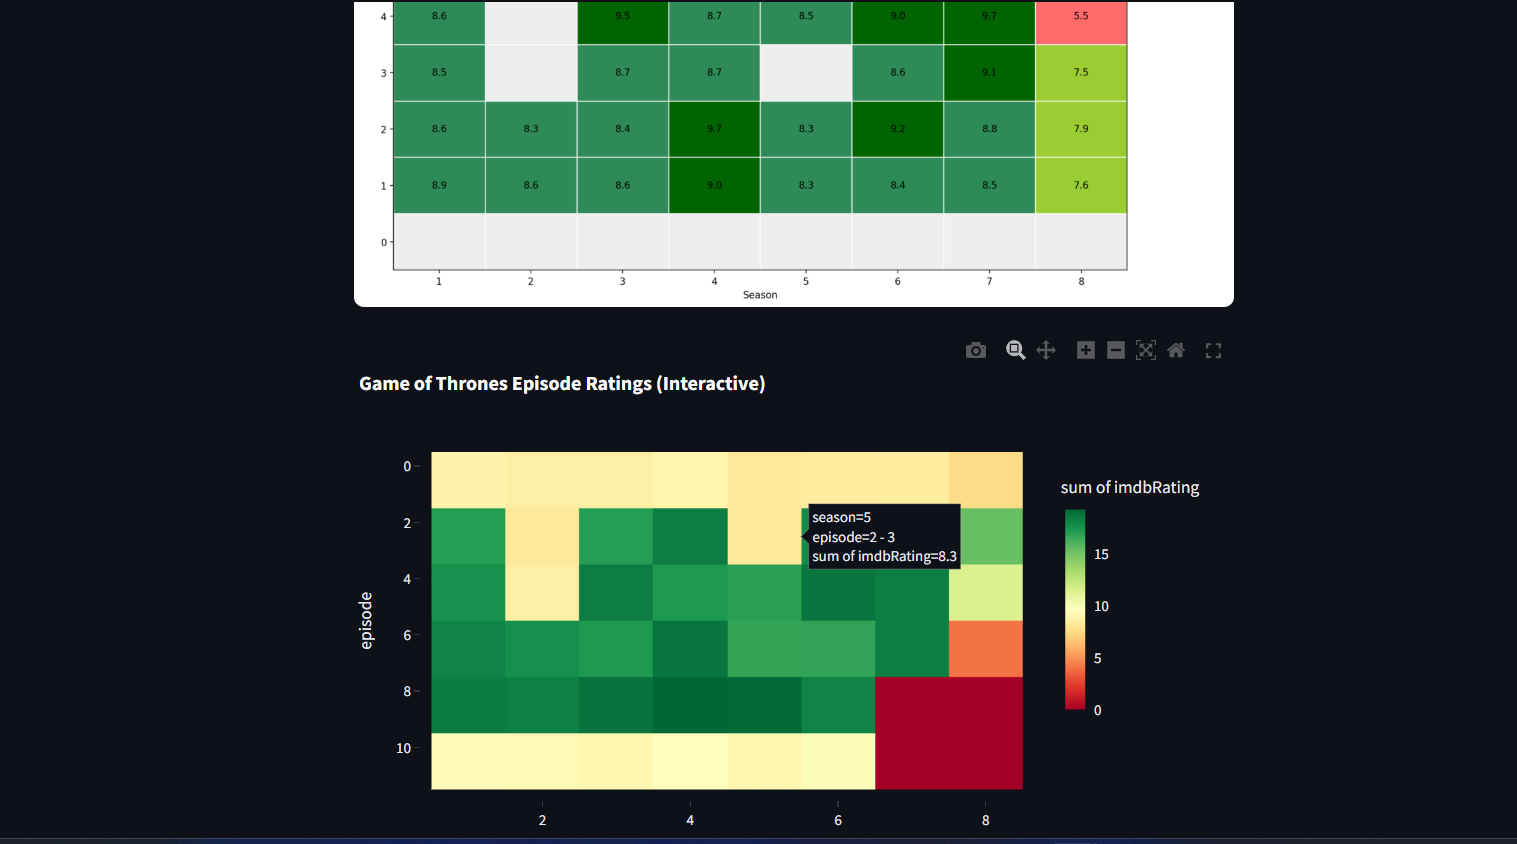 4 8.6 9.5 8.7 8.5 9.0 9.7 5.5
3 8.5 8.7 8.7 8.6 9.1 7.5
2 8.6 8.3 8.4 9.7 8.3 9.2 8.8 7.9
1 8.9 8.6 8.6 9.0 8.3 8.4 8.5 7.6
0
1 2 3 4 5 6 7 8
Season
Game of Thrones Episode Ratings (Interactive)
episode
0
2
4
6
8
10
2 4 6 8
season=5
episode=2 - 3
sum of imdbRating=8.3
sum of imdbRating
15
10
5
0